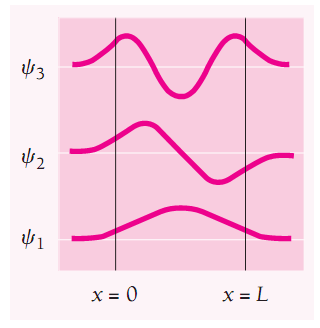 ψ₃
ψ₂
ψ₁
x = 0 x = L